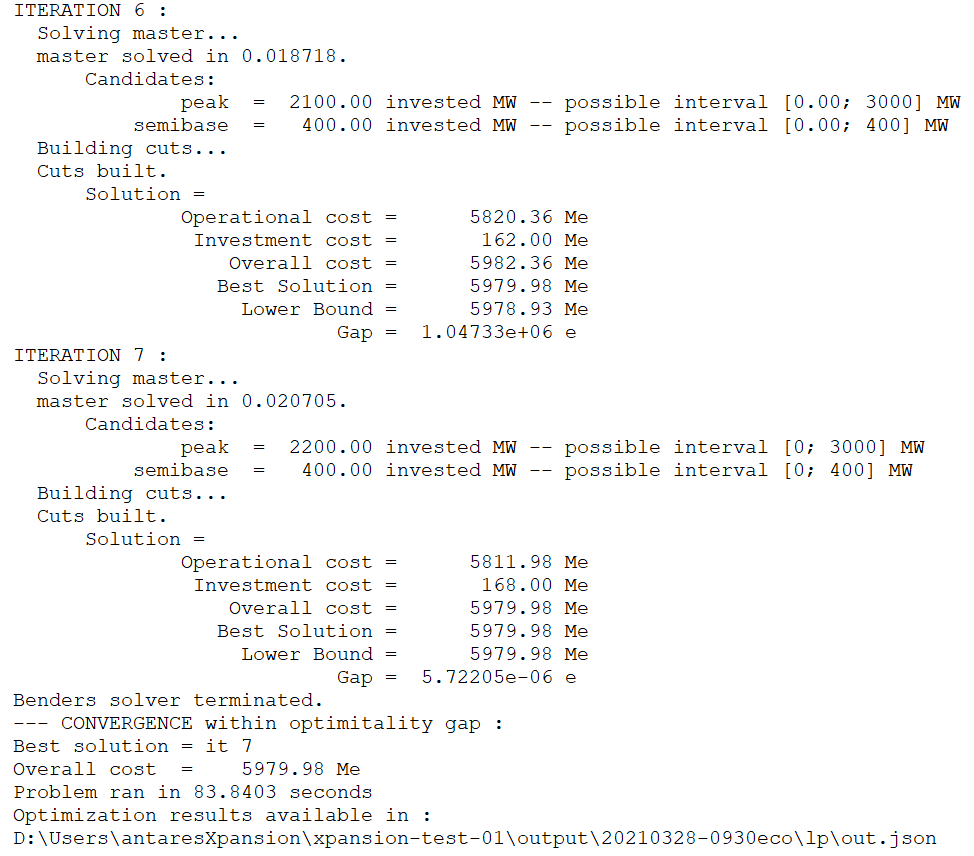 ITERATION 6 :
Solving master...
master solved in 0.018718.
Candidates:
peak = 2100.00 invested MW -- possible interval [0.00; 3000] MW
semibase = 400.00 invested MW -- possible interval [0.00; 400] MW
Building cuts...
Cuts built.
Solution =
Operational cost = 5820.36 Me
Investment cost = 162.00 Me
Overall cost = 5982.36 Me
Best Solution = 5979.98 Me
Lower Bound = 5978.93 Me
Gap = 1.04733e+06 e
ITERATION 7 :
Solving master...
master solved in 0.020705.
Candidates:
peak = 2200.00 invested MW -- possible interval [0; 3000] MW
semibase = 400.00 invested MW -- possible interval [0; 400] MW
Building cuts...
Cuts built.
Solution =
Operational cost = 5811.98 Me
Investment cost = 168.00 Me
Overall cost = 5979.98 Me
Best Solution = 5979.98 Me
Lower Bound = 5979.98 Me
Gap = 5.72205e-06 e
Benders solver terminated.
--- CONVERGENCE within optimitality gap :
Best solution = it 7
Overall cost = 5979.98 Me
Problem ran in 83.8403 seconds
Optimization results available in :
D:\Users\antaresXpansion\xpansion-test-01\output\20210328-0930eco\lp\out.json